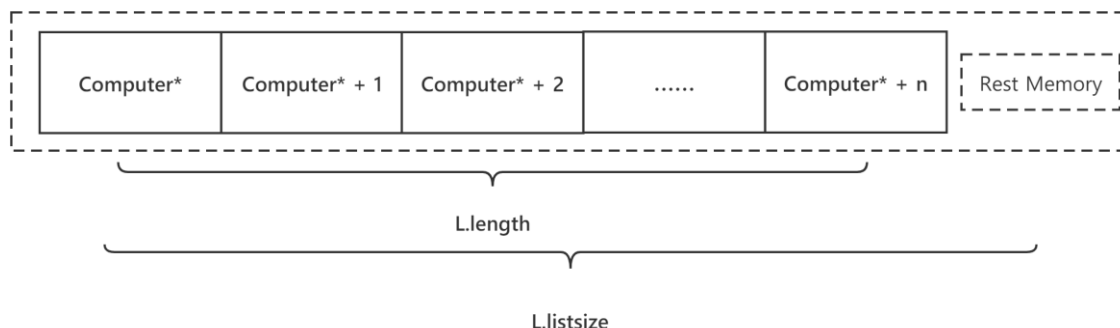 Computer*
Computer* + 1
Computer* + 2
......
Computer* + n
Rest Memory
L.length
L.listsize